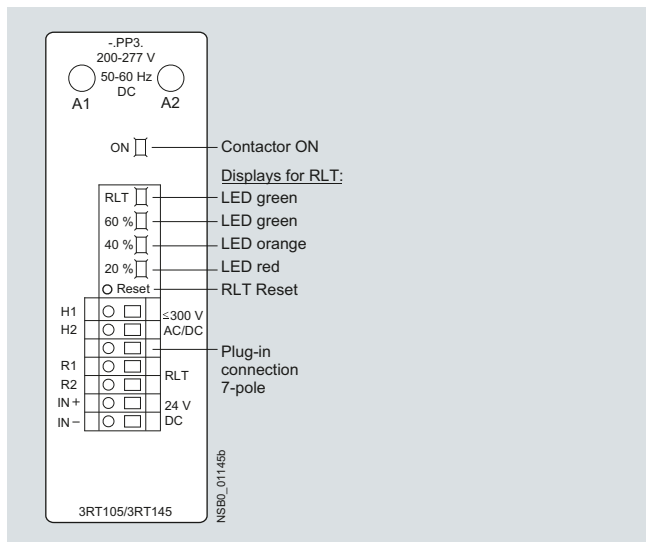 -.PP3.
200-277 V
50-60 Hz
DC
A1
A2
ON
Contactor ON
Displays for RLT:
RLT
LED green
60 %
LED green
40 %
LED orange
20 %
LED red
Reset
RLT Reset
H1
≤300 V
H2
AC/DC
Plug-in
connection
7-pole
R1
RLT
R2
IN +
24 V
IN −
DC
NSB0_01145b
3RT105/3RT145